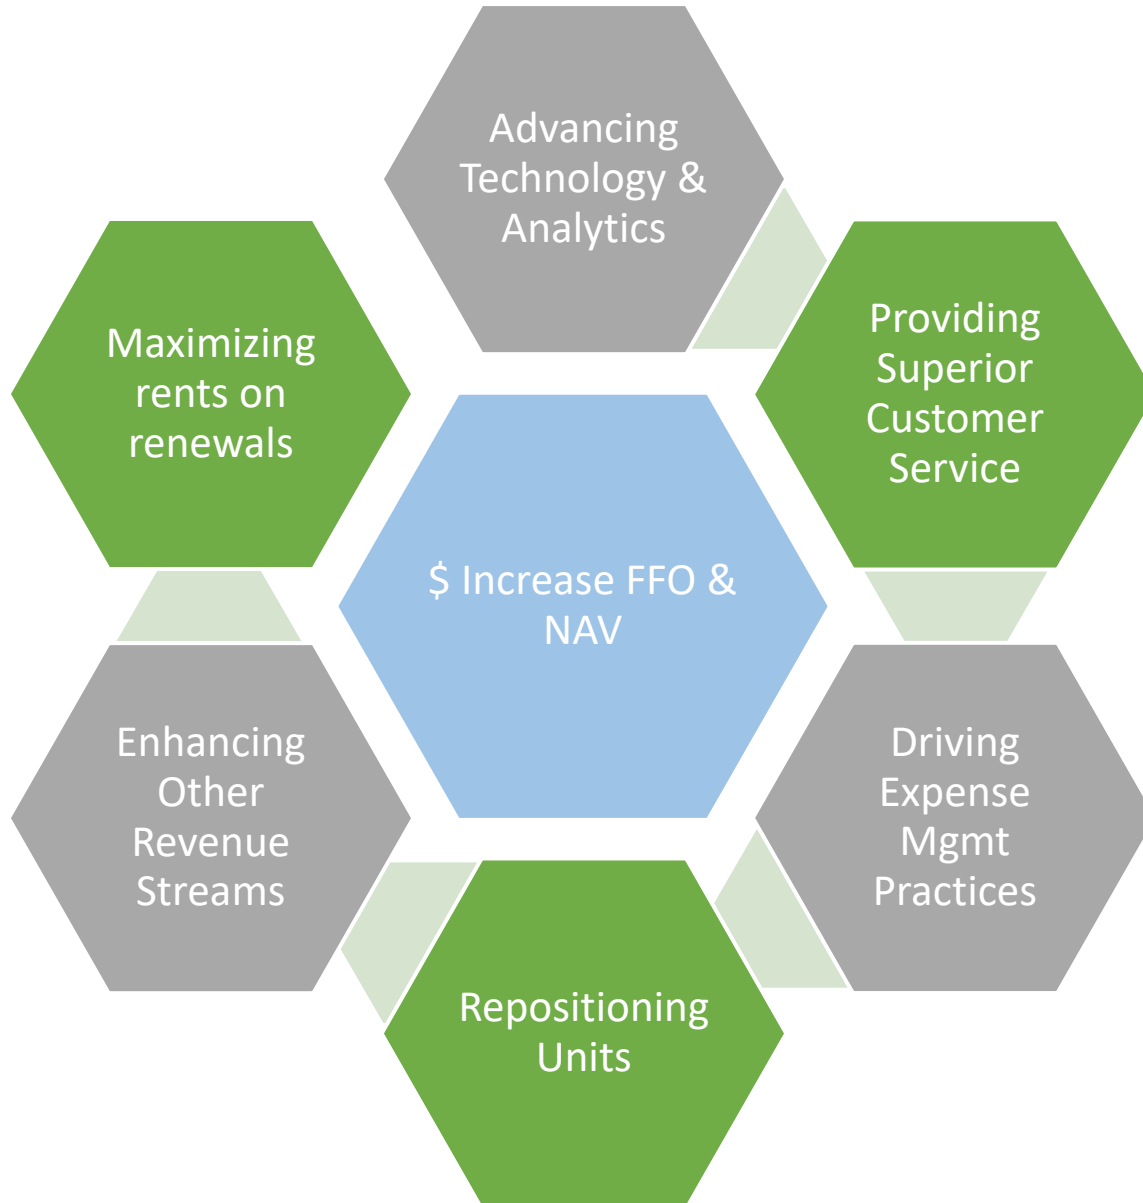 Advancing
Technology &
Analytics
Providing
Superior
Customer
Service
Maximizing
rents on
renewals
$ Increase FFO &
NAV
Driving
Expense
Mgmt
Practices
Enhancing
Other
Revenue
Streams
Repositioning
Units